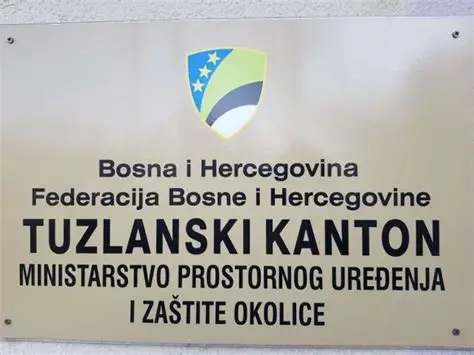 Bosna i Hercegovina
Federacija Bosne i Hercegovine
TUZLANSKI KANTON
MINISTARSTVO PROSTORNOG UREĐENJA
I ZAŠTITE OKOLICE